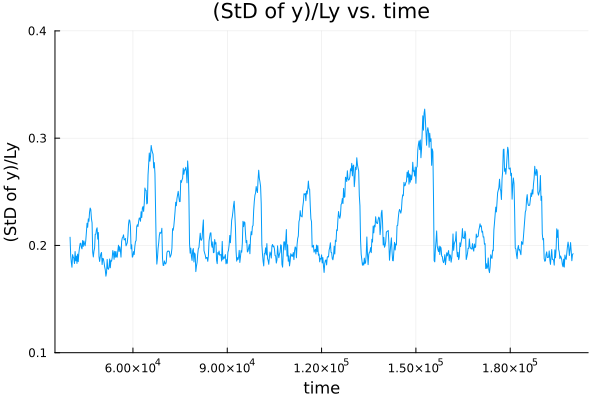 (StD of y)/Ly vs. time
0.4
0.3
0.2
0.1
(StD of y)/Ly
6.00×10⁴ 9.00×10⁴ 1.20×10⁵ 1.50×10⁵ 1.80×10⁵
time